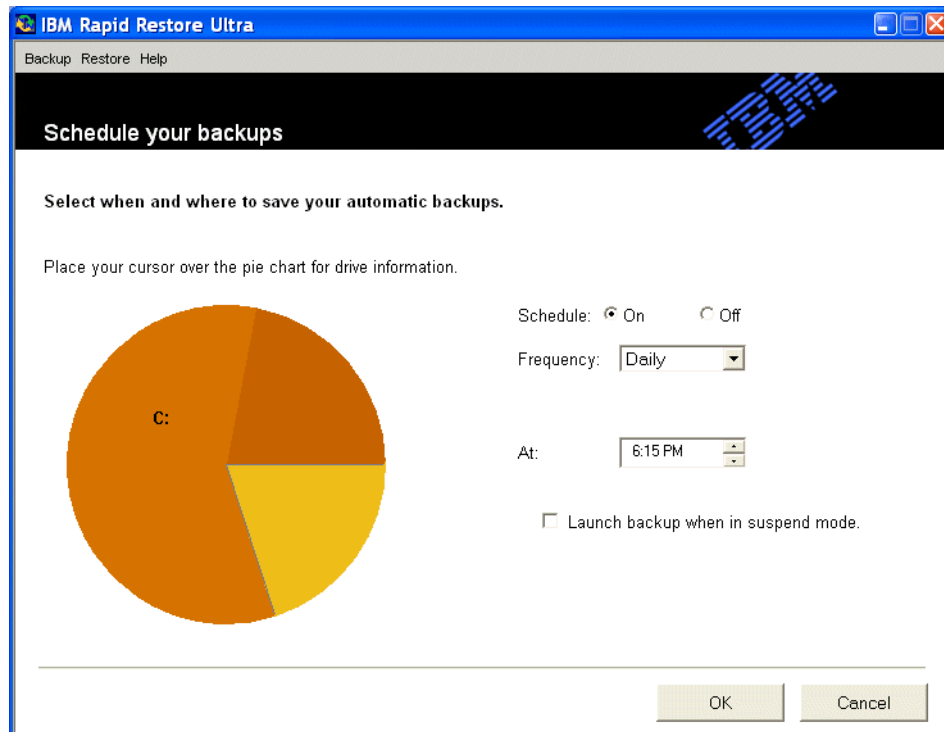 IBM Rapid Restore Ultra
Backup Restore Help
IBM
Schedule your backups
Select when and where to save your automatic backups.
Place your cursor over the pie chart for drive information.
Schedule: On Off
Frequency: Daily
C:
At: 6:15 PM
Launch backup when in suspend mode.
OK Cancel